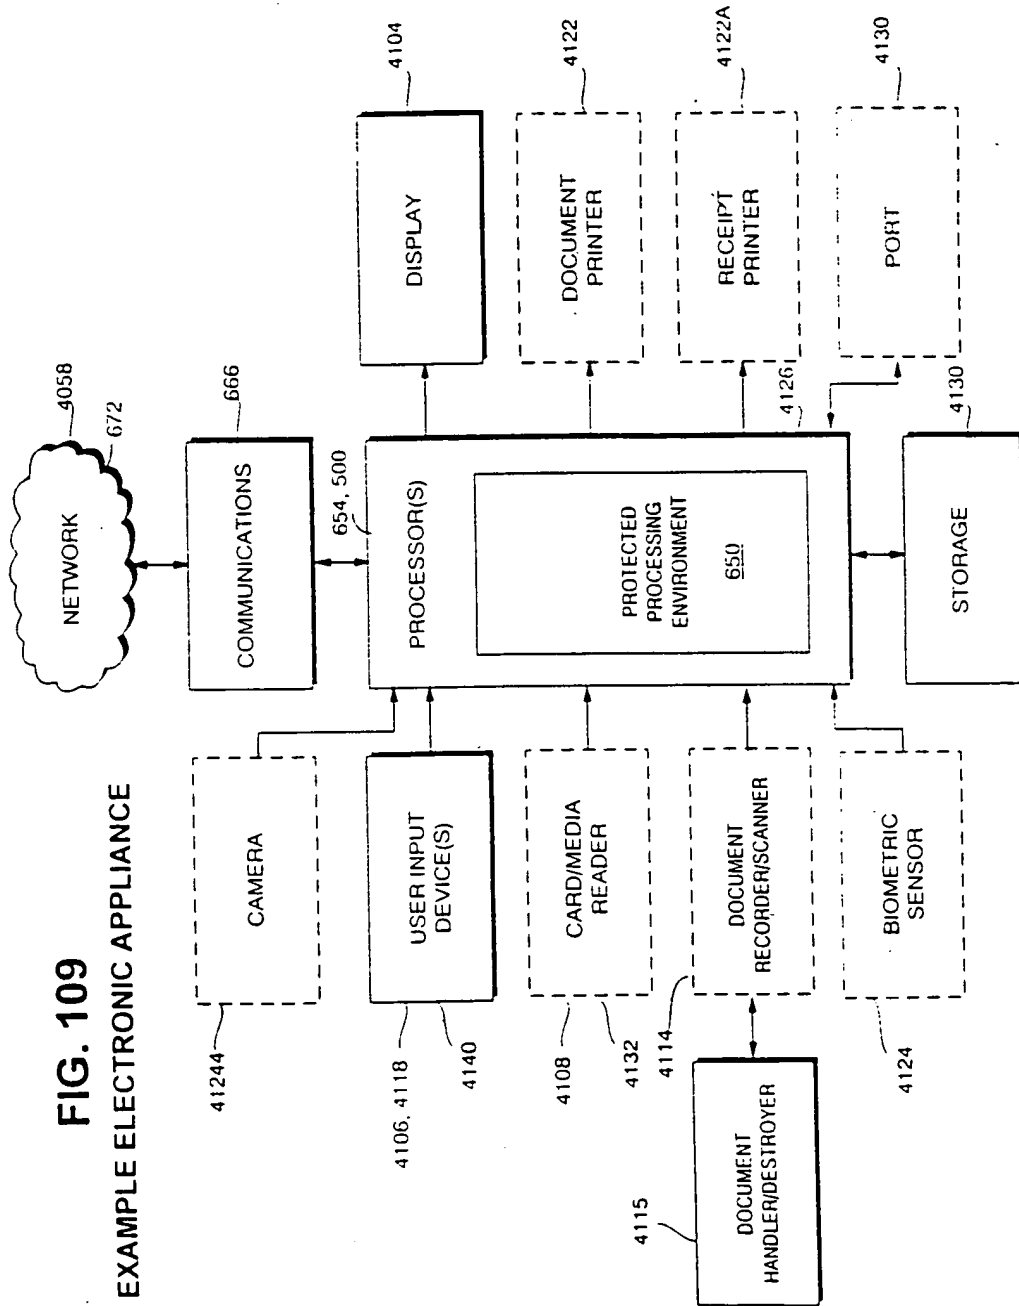 FIG. 109
EXAMPLE ELECTRONIC APPLIANCE
NETWORK
4058
672
COMMUNICATIONS
666
654, 500
PROCESSOR(S)
PROTECTED
PROCESSING
ENVIRONMENT
650
4126
CAMERA
4124A
USER INPUT
DEVICE(S)
4106, 4118
4140
CARD/MEDIA
READER
4108
4132
DOCUMENT
RECORDER/SCANNER
4114
DOCUMENT
HANDLER/DESTROYER
4115
BIOMETRIC
SENSOR
4124
DISPLAY
4104
DOCUMENT
PRINTER
4122
RECEIPT
PRINTER
4122A
PORT
4130
STORAGE
4130